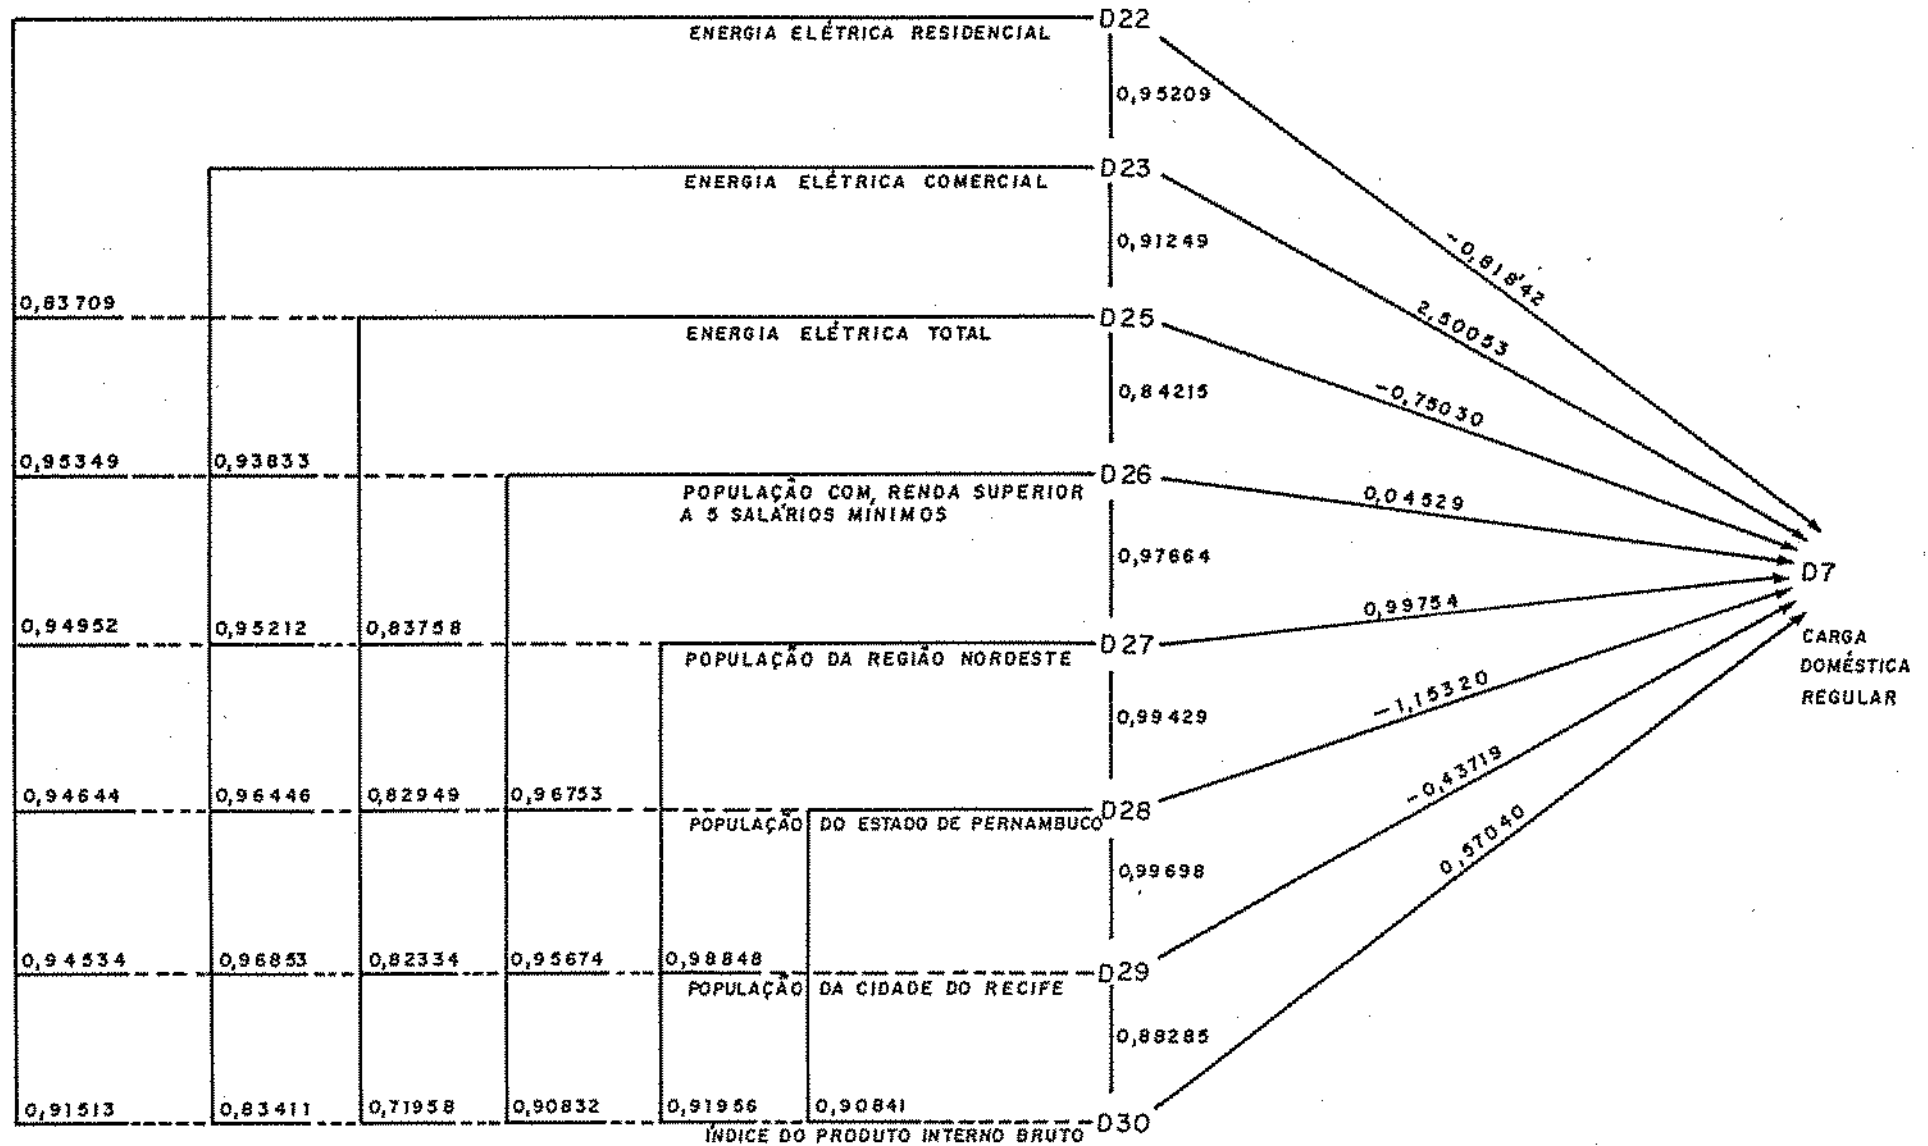 D22
ENERGIA ELÉTRICA RESIDENCIAL
0,95209
D23
ENERGIA ELÉTRICA COMERCIAL
0,91249
-0,81842
0,83709
D25
ENERGIA ELÉTRICA TOTAL
2,50053
0,84215
-0,75030
0,95349 0,93833
D26
POPULAÇÃO COM, RENDA SUPERIOR
A 5 SALÁRIOS MÍNIMOS
0,04529
0,97664
D7
0,99754
0,94952 0,95212 0,83758
D27
POPULAÇÃO DA REGIÃO NORDESTE
CARGA
DOMÉSTICA
REGULAR
-1,15320
0,99429
0,94644 0,96446 0,82949 0,96753
D28
POPULAÇÃO DO ESTADO DE PERNAMBUCO
-0,43719
0,57040
0,99698
0,94534 0,96853 0,82334 0,95674 0,98848
D29
POPULAÇÃO DA CIDADE DO RECIFE
0,89285
0,91513 0,83411 0,71958 0,90832 0,91956 0,90841
D30
ÍNDICE DO PRODUTO INTERNO BRUTO